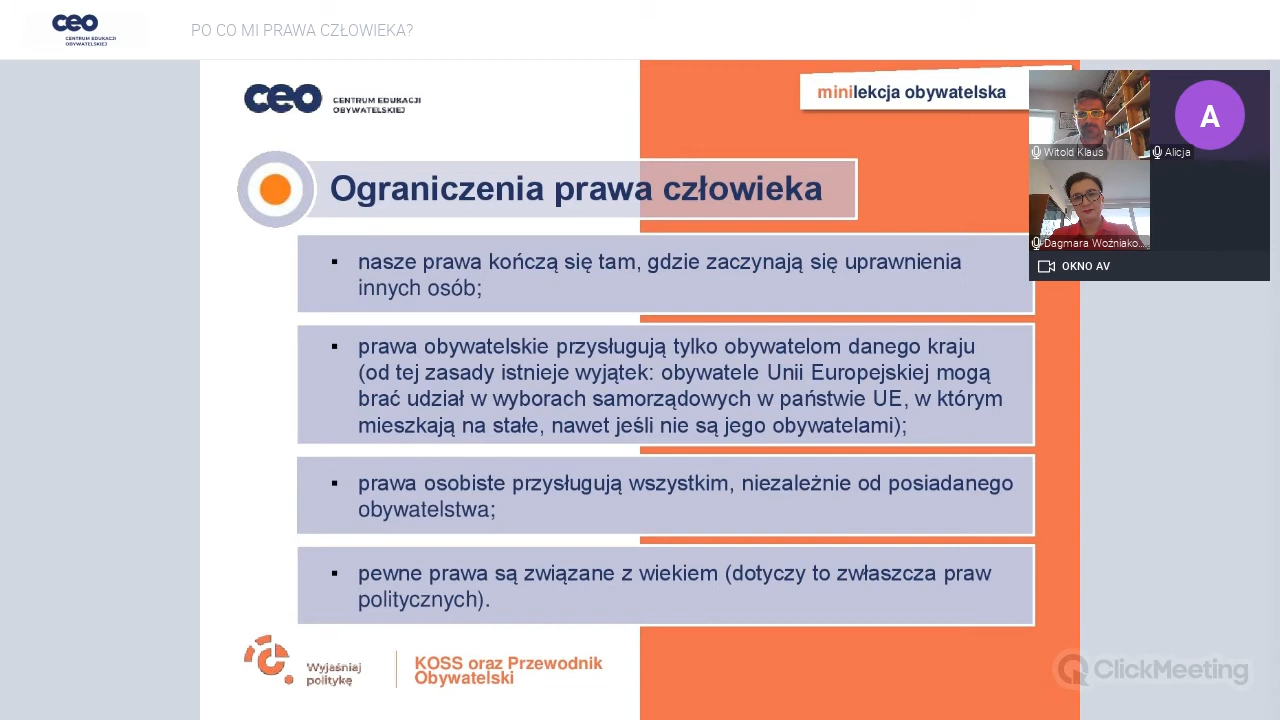 ceo
CENTRUM EDUKACJI
OBYWATELSKIEJ
PO CO MI PRAWA CZŁOWIEKA?
ceo
CENTRUM EDUKACJI
OBYWATELSKIEJ
minilekcja obywatelska
Witold Klaus
A
Alicja
Dagmara Woźniako...
OKNO AV
Ograniczenia prawa człowieka
▪ nasze prawa kończą się tam, gdzie zaczynają się uprawnienia
innych osób;
▪ prawa obywatelskie przysługują tylko obywatelom danego kraju
(od tej zasady istnieje wyjątek: obywatele Unii Europejskiej mogą
brać udział w wyborach samorządowych w państwie UE, w którym
mieszkają na stałe, nawet jeśli nie są jego obywatelami);
▪ prawa osobiste przysługują wszystkim, niezależnie od posiadanego
obywatelstwa;
▪ pewne prawa są związane z wiekiem (dotyczy to zwłaszcza praw
politycznych).
Wyjaśniaj
politykę
KOSS oraz Przewodnik
Obywatelski
ClickMeeting